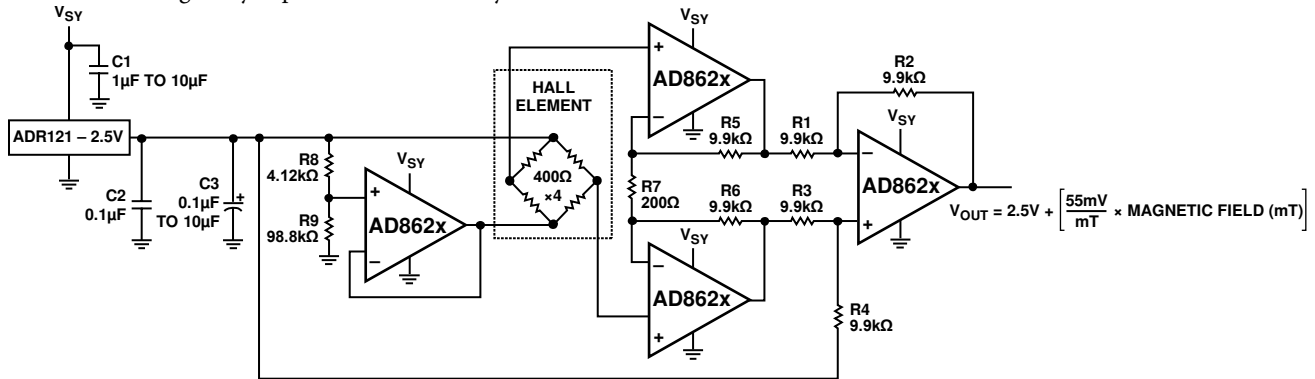 VSY
C1
1µF TO 10µF
ADR121 – 2.5V
C2
0.1µF
C3
0.1µF
TO 10µF
+
R8
4.12kΩ
R9
98.8kΩ
VSY
+
AD862x
–
HALL
ELEMENT
400Ω
×4
VSY
+
AD862x
–
R5
9.9kΩ
R1
9.9kΩ
R7
200Ω
R6
9.9kΩ
R3
9.9kΩ
VSY
–
AD862x
+
VSY
R2
9.9kΩ
VSY
–
AD862x
+
R4
9.9kΩ
VOUT = 2.5V + [55mV/mT × MAGNETIC FIELD (mT)]